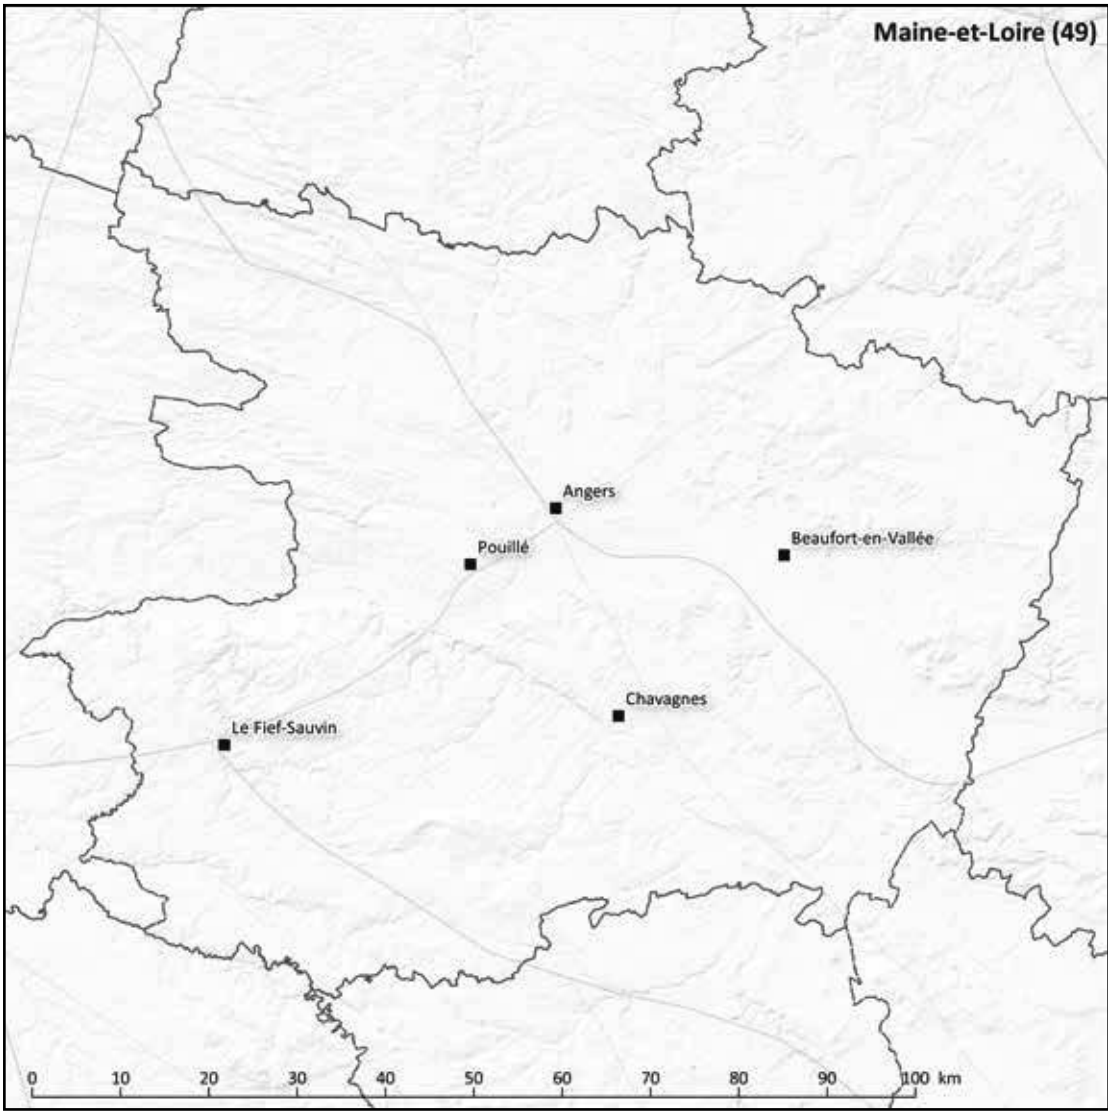 Maine-et-Loire (49)
Angers
Pouillé
Beaufort-en-Vallée
Chavagnes
Le Fief-Sauvin
0 10 20 30 40 50 60 70 80 90 100 km